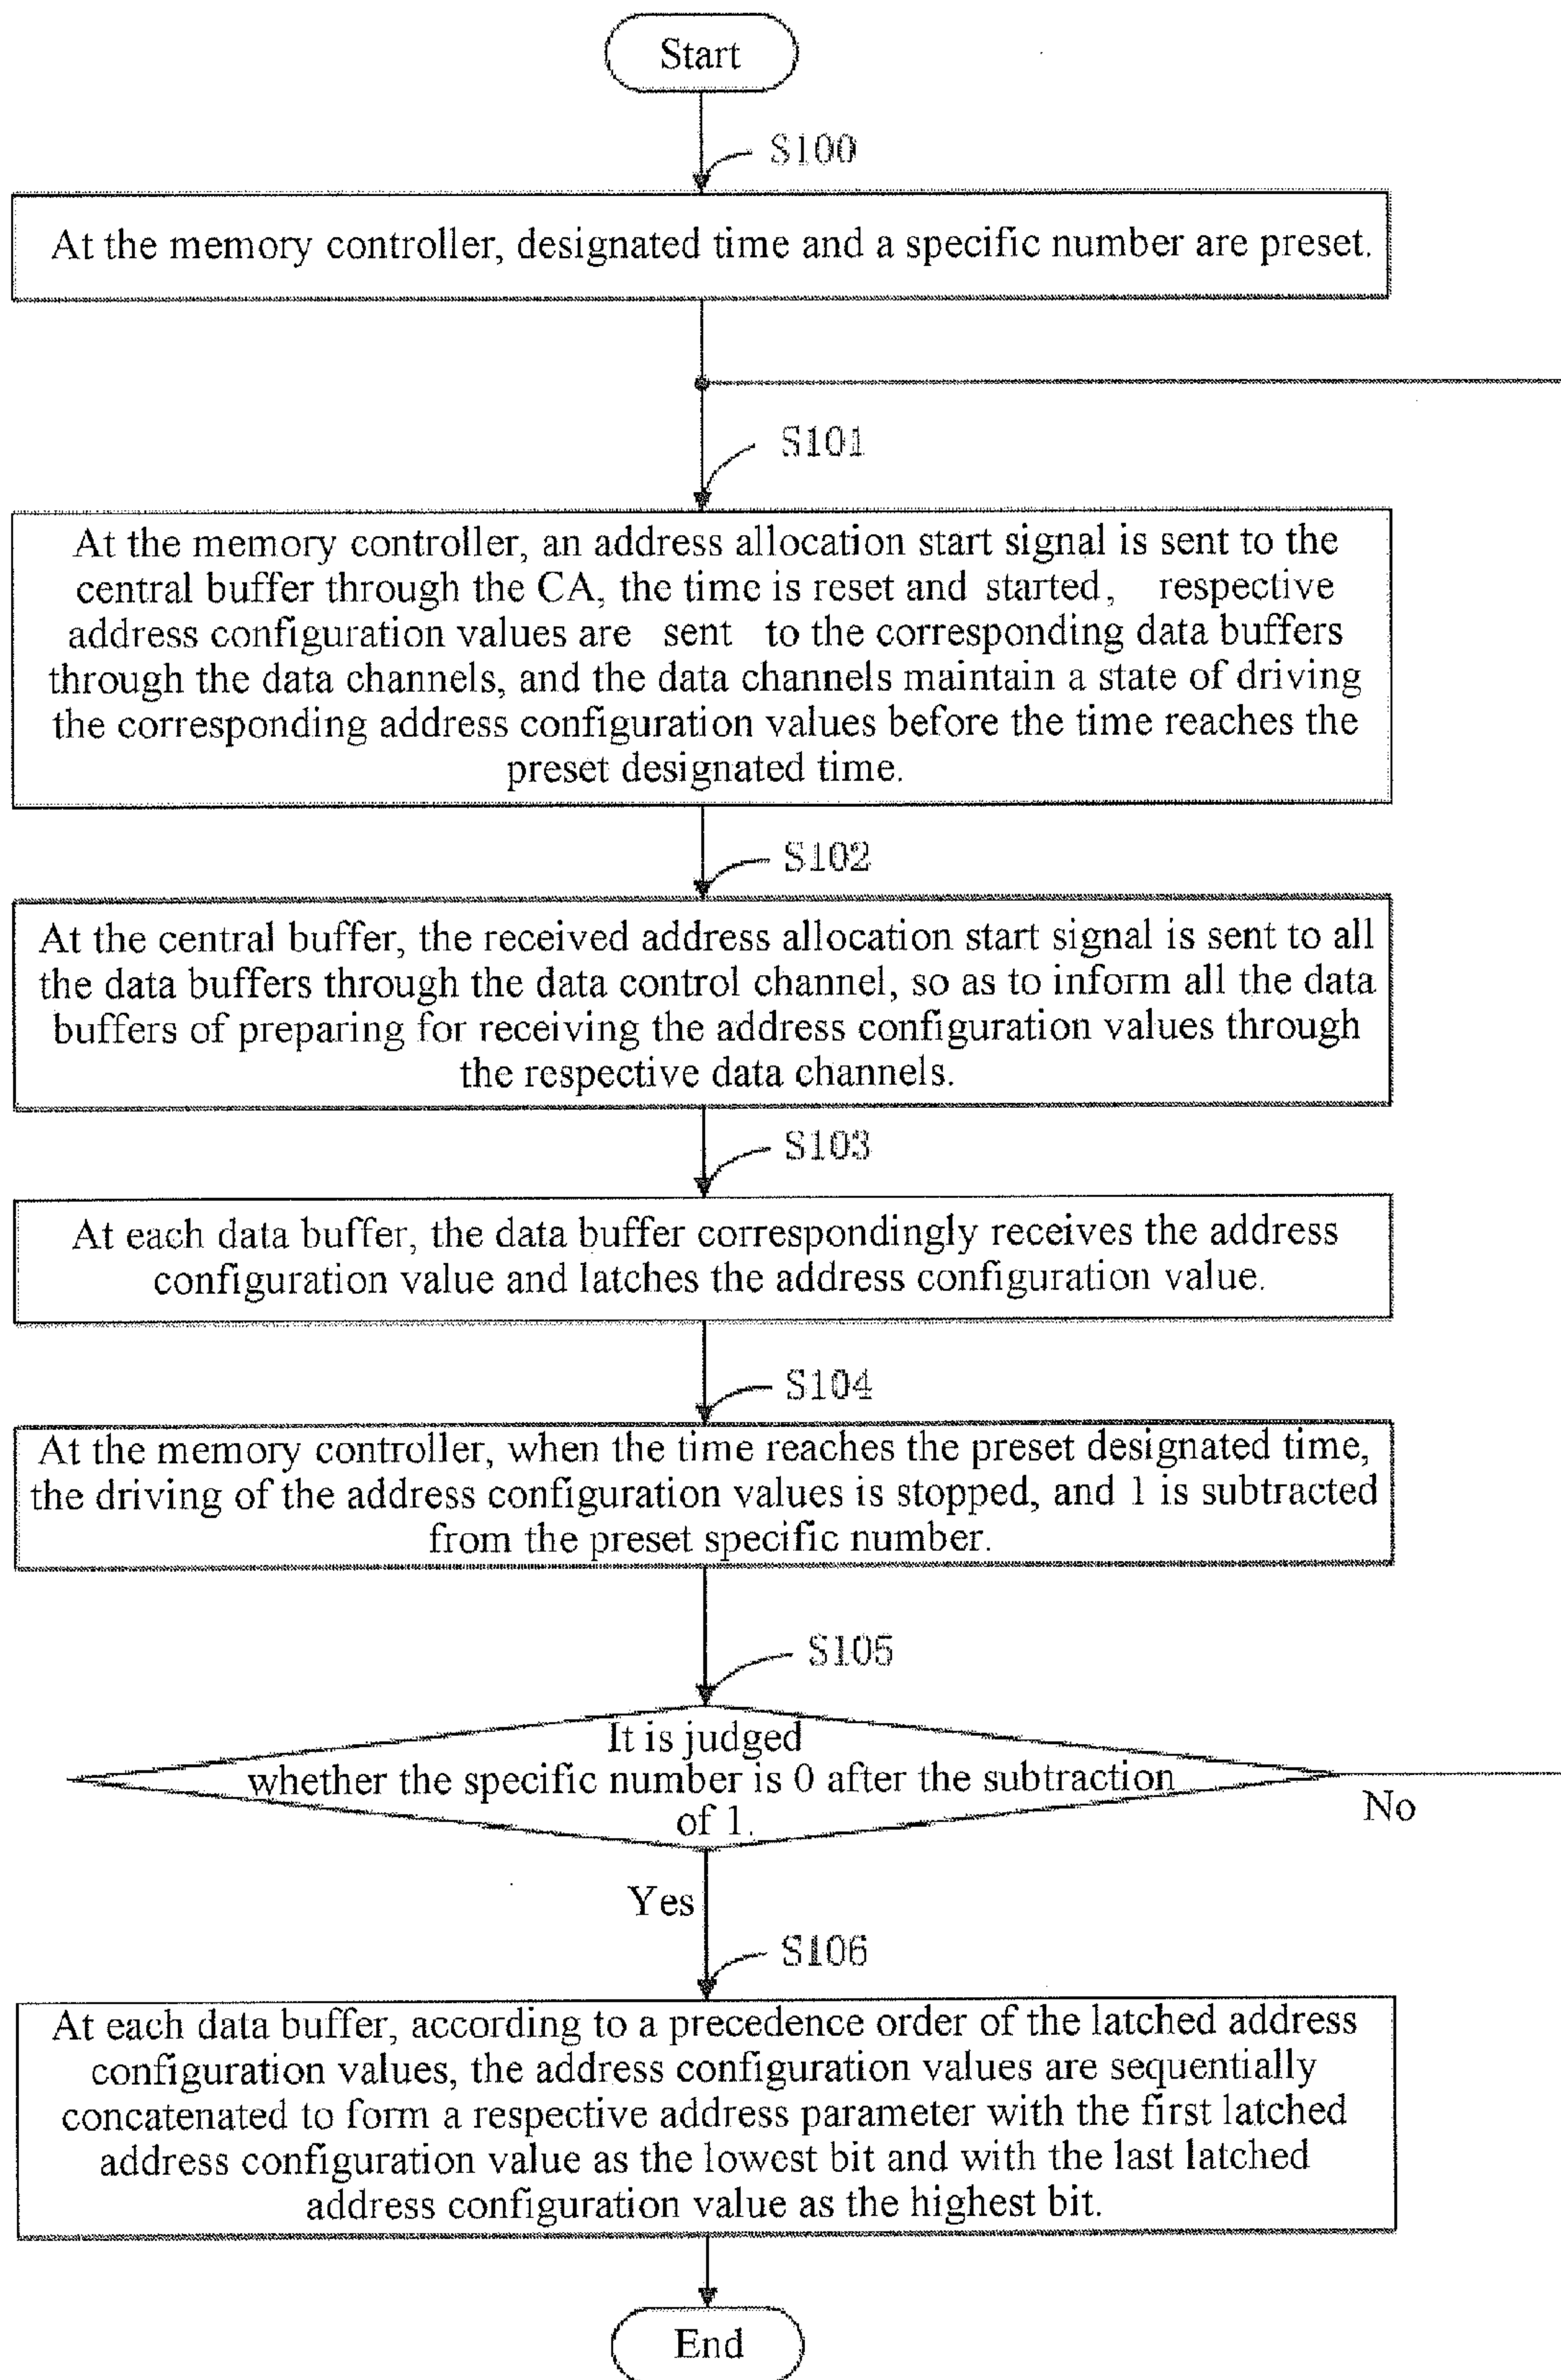 Start
S100
At the memory controller, designated time and a specific number are preset.
S101
At the memory controller, an address allocation start signal is sent to the
central buffer through the CA, the time is reset and started, respective
address configuration values are sent to the corresponding data buffers
through the data channels, and the data channels maintain a state of driving
the corresponding address configuration values before the time reaches the
preset designated time.
S102
At the central buffer, the received address allocation start signal is sent to all
the data buffers through the data control channel, so as to inform all the data
buffers of preparing for receiving the address configuration values through
the respective data channels.
S103
At each data buffer, the data buffer correspondingly receives the address
configuration value and latches the address configuration value.
S104
At the memory controller, when the time reaches the preset designated time,
the driving of the address configuration values is stopped, and 1 is subtracted
from the preset specific number.
S105
It is judged
whether the specific number is 0 after the subtraction
of 1.
No
Yes
S106
At each data buffer, according to a precedence order of the latched address
configuration values, the address configuration values are sequentially
concatenated to form a respective address parameter with the first latched
address configuration value as the lowest bit and with the last latched
address configuration value as the highest bit.
End